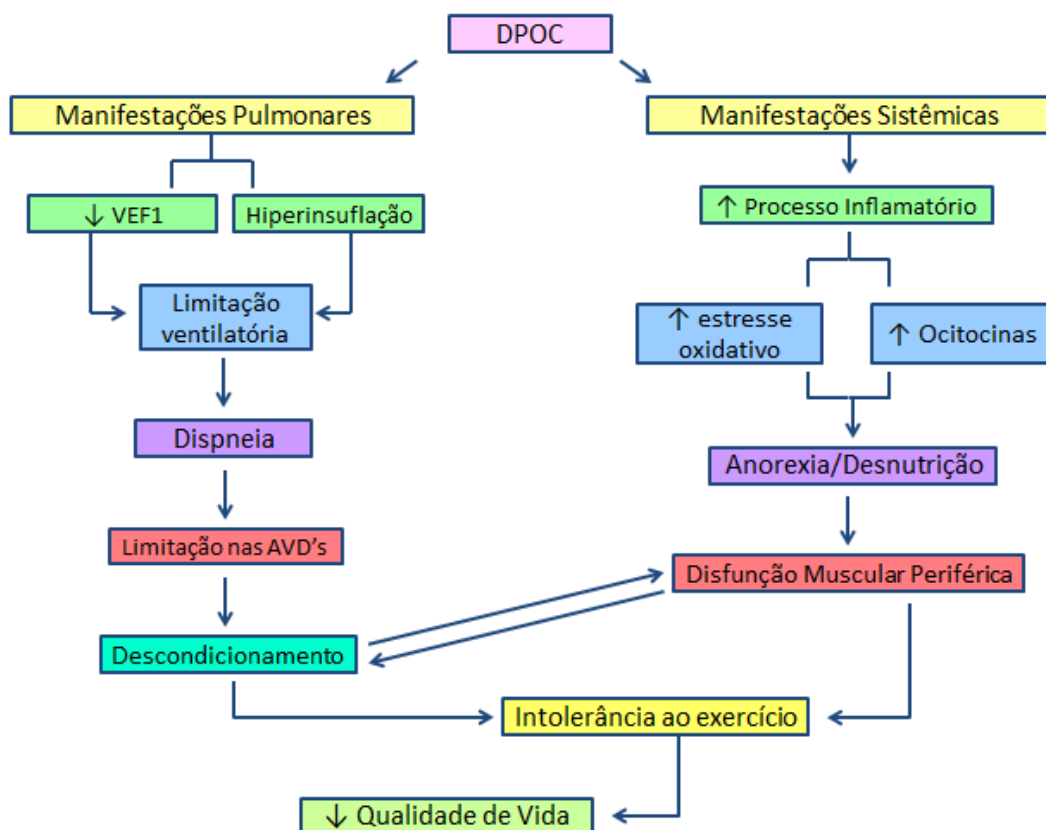 DPOC
Manifestações Pulmonares
Manifestações Sistêmicas
↓ VEF1
Hiperinsuflação
↑ Processo Inflamatório
Limitação
ventilatória
↑ estresse
oxidativo
↑ Ocitocinas
Dispneia
Anorexia/Desnutrição
Limitação nas AVD's
Disfunção Muscular Periférica
Descondicionamento
Intolerância ao exercício
↓ Qualidade de Vida